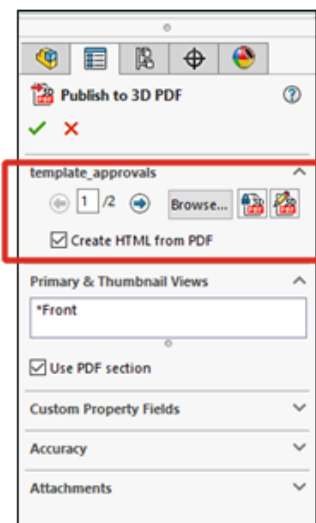 Publish to 3D PDF
template_approvals
1 /2 Browse...
Create HTML from PDF
Primary & Thumbnail Views
*Front
Use PDF section
Custom Property Fields
Accuracy
Attachments